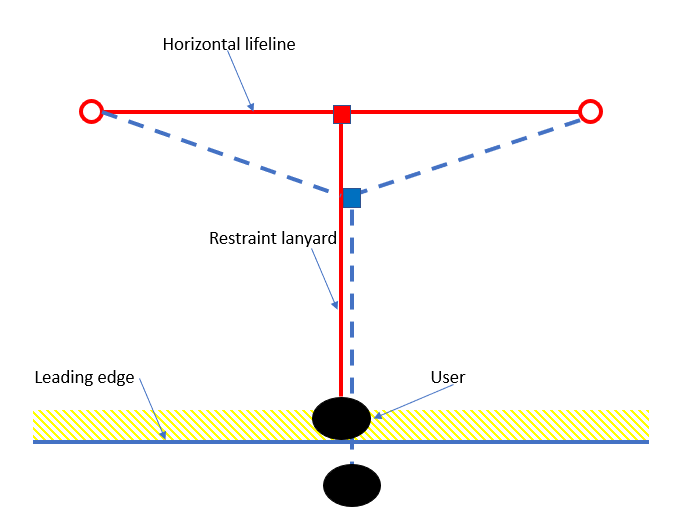 Horizontal lifeline
Restraint lanyard
Leading edge
User